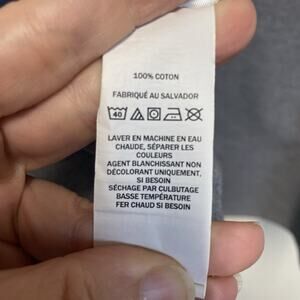 100% COTON
FABRIQUÉ AU SALVADOR
40
LAVER EN MACHINE EN EAU
CHAUDE, SÉPARER LES
COULEURS
AGENT BLANCHISSANT NON
DÉCOLORANT UNIQUEMENT,
SI BESOIN
SÉCHAGE PAR CULBUTAGE
BASSE TEMPÉRATURE
FER CHAUD SI BESOIN